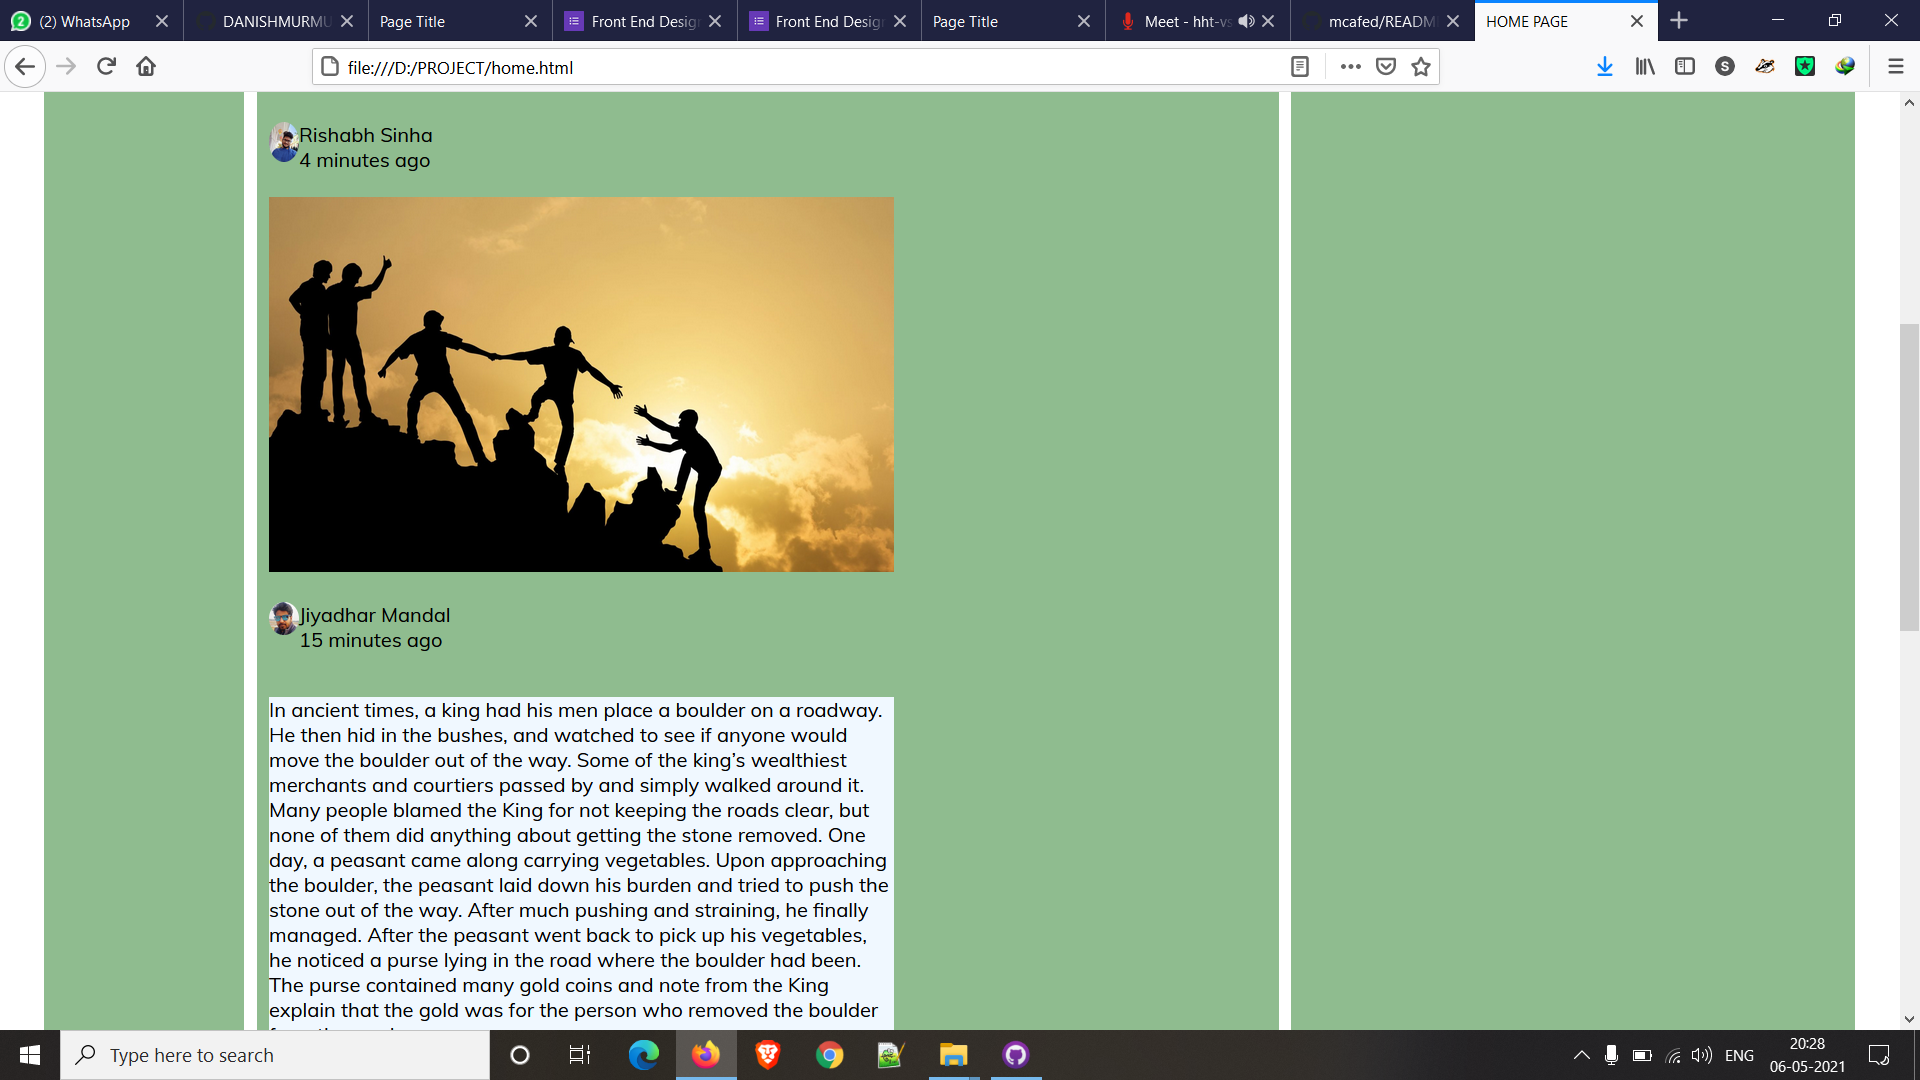 (2) WhatsApp
DANISHMURMU
Page Title
Front End Design
Front End Design
Page Title
Meet - hht-vs
mcafed/README
HOME PAGE
file:///D:/PROJECT/home.html
Rishabh Sinha
4 minutes ago
Jiyadhar Mandal
15 minutes ago
In ancient times, a king had his men place a boulder on a roadway.
He then hid in the bushes, and watched to see if anyone would
move the boulder out of the way. Some of the king’s wealthiest
merchants and courtiers passed by and simply walked around it.
Many people blamed the King for not keeping the roads clear, but
none of them did anything about getting the stone removed. One
day, a peasant came along carrying vegetables. Upon approaching
the boulder, the peasant laid down his burden and tried to push the
stone out of the way. After much pushing and straining, he finally
managed. After the peasant went back to pick up his vegetables,
he noticed a purse lying in the road where the boulder had been.
The purse contained many gold coins and note from the King
explain that the gold was for the person who removed the boulder
Type here to search
ENG
20:28
06-05-2021